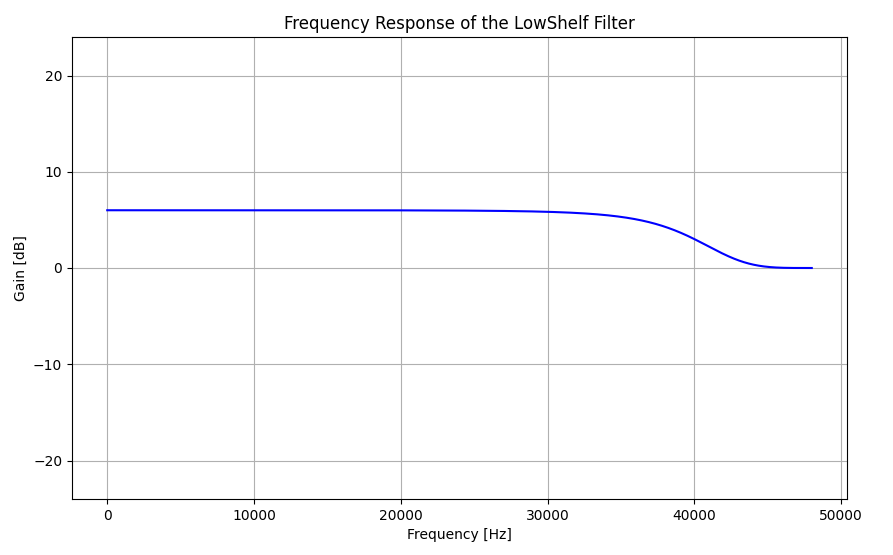 Frequency Response of the LowShelf Filter
20
10
0
−10
−20
Gain [dB]
0 10000 20000 30000 40000 50000
Frequency [Hz]